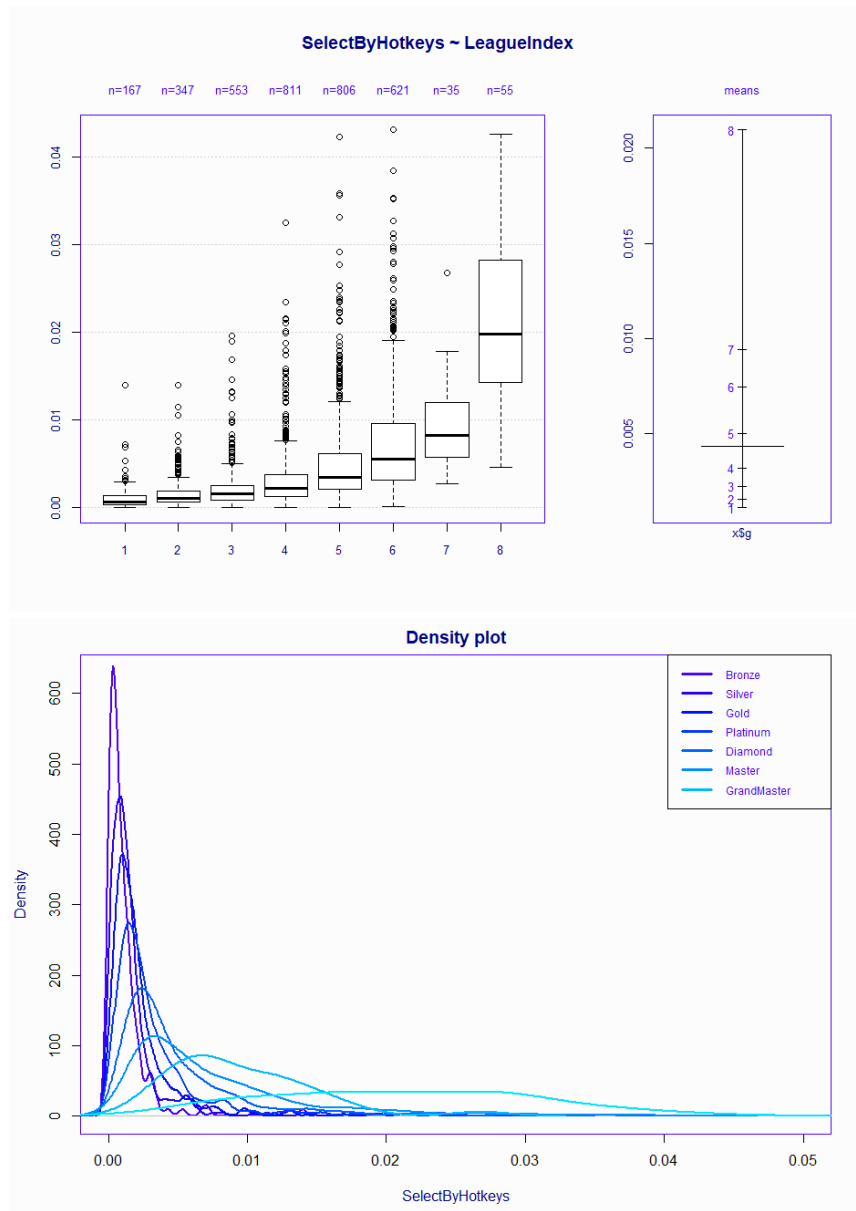 SelectByHotkeys ~ LeagueIndex
n=167 n=347 n=553 n=811 n=806 n=621 n=35 n=55
0.00 0.01 0.02 0.03 0.04
1 2 3 4 5 6 7 8
means
0.005 0.010 0.015 0.020
8
7
6
5
4
3
2
1
x$g
Density plot
Bronze
Silver
Gold
Platinum
Diamond
Master
GrandMaster
Density
0 100 200 300 400 500 600
0.00 0.01 0.02 0.03 0.04 0.05
SelectByHotkeys